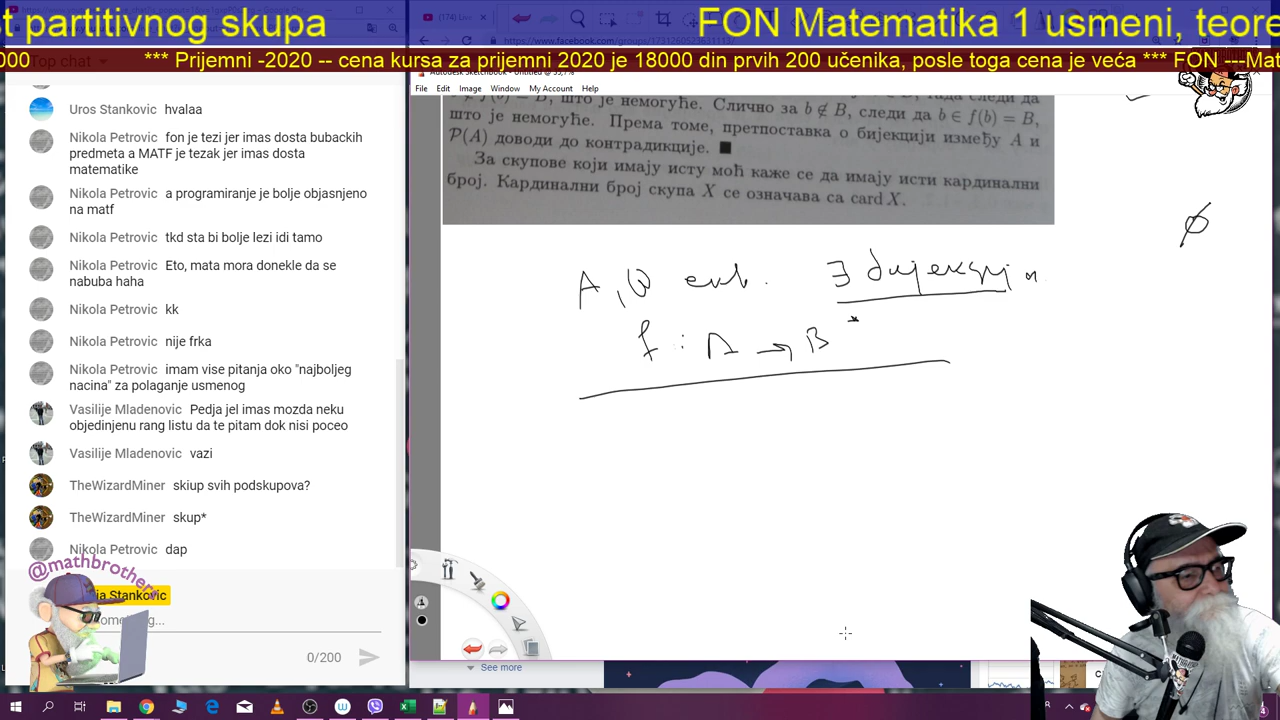 st partitivnog skupa
FON Matematika 1 usmeni, teore
000
*** Prijemni -2020 -- cena kursa za prijemni 2020 je 18000 din prvih 200 učenika, posle toga cena je veća *** FON ---Mat
Top chat
Uros Stankovic hvalaa
Nikola Petrovic fon je tezi jer imas dosta bubackih
predmeta a MATF je tezak jer imas dosta
matematike
Nikola Petrovic a programiranje je bolje objasnjeno
na matf
Nikola Petrovic tkd sta bi bolje lezi idi tamo
Nikola Petrovic Eto, mata mora donekle da se
nabuba haha
Nikola Petrovic kk
Nikola Petrovic nije frka
Nikola Petrovic imam vise pitanja oko "najboljeg
nacina" za polaganje usmenog
Vasilije Mladenovic Pedja jel imas mozda neku
objedinjenu rang listu da te pitam dok nisi poceo
Vasilije Mladenovic vazi
TheWizardMiner skiup svih podskupova?
TheWizardMiner skup*
Nikola Petrovic dap
@mathbrothers
Stankovic
0/200
File Edit Image Window My Account Help
што је немогуће. Слично за b ∉ B, следи да
што је немогуће. Према томе, претпоставка о бијекцији између A и
P(A) доводи до контрадикције. ■
За скупове који имају исту моћ каже се да имају исти кардинални
број. Кардинални број скупа X се означава са card X.
∅
A, B екв. ∃ бијекција
f : A → B *
See more